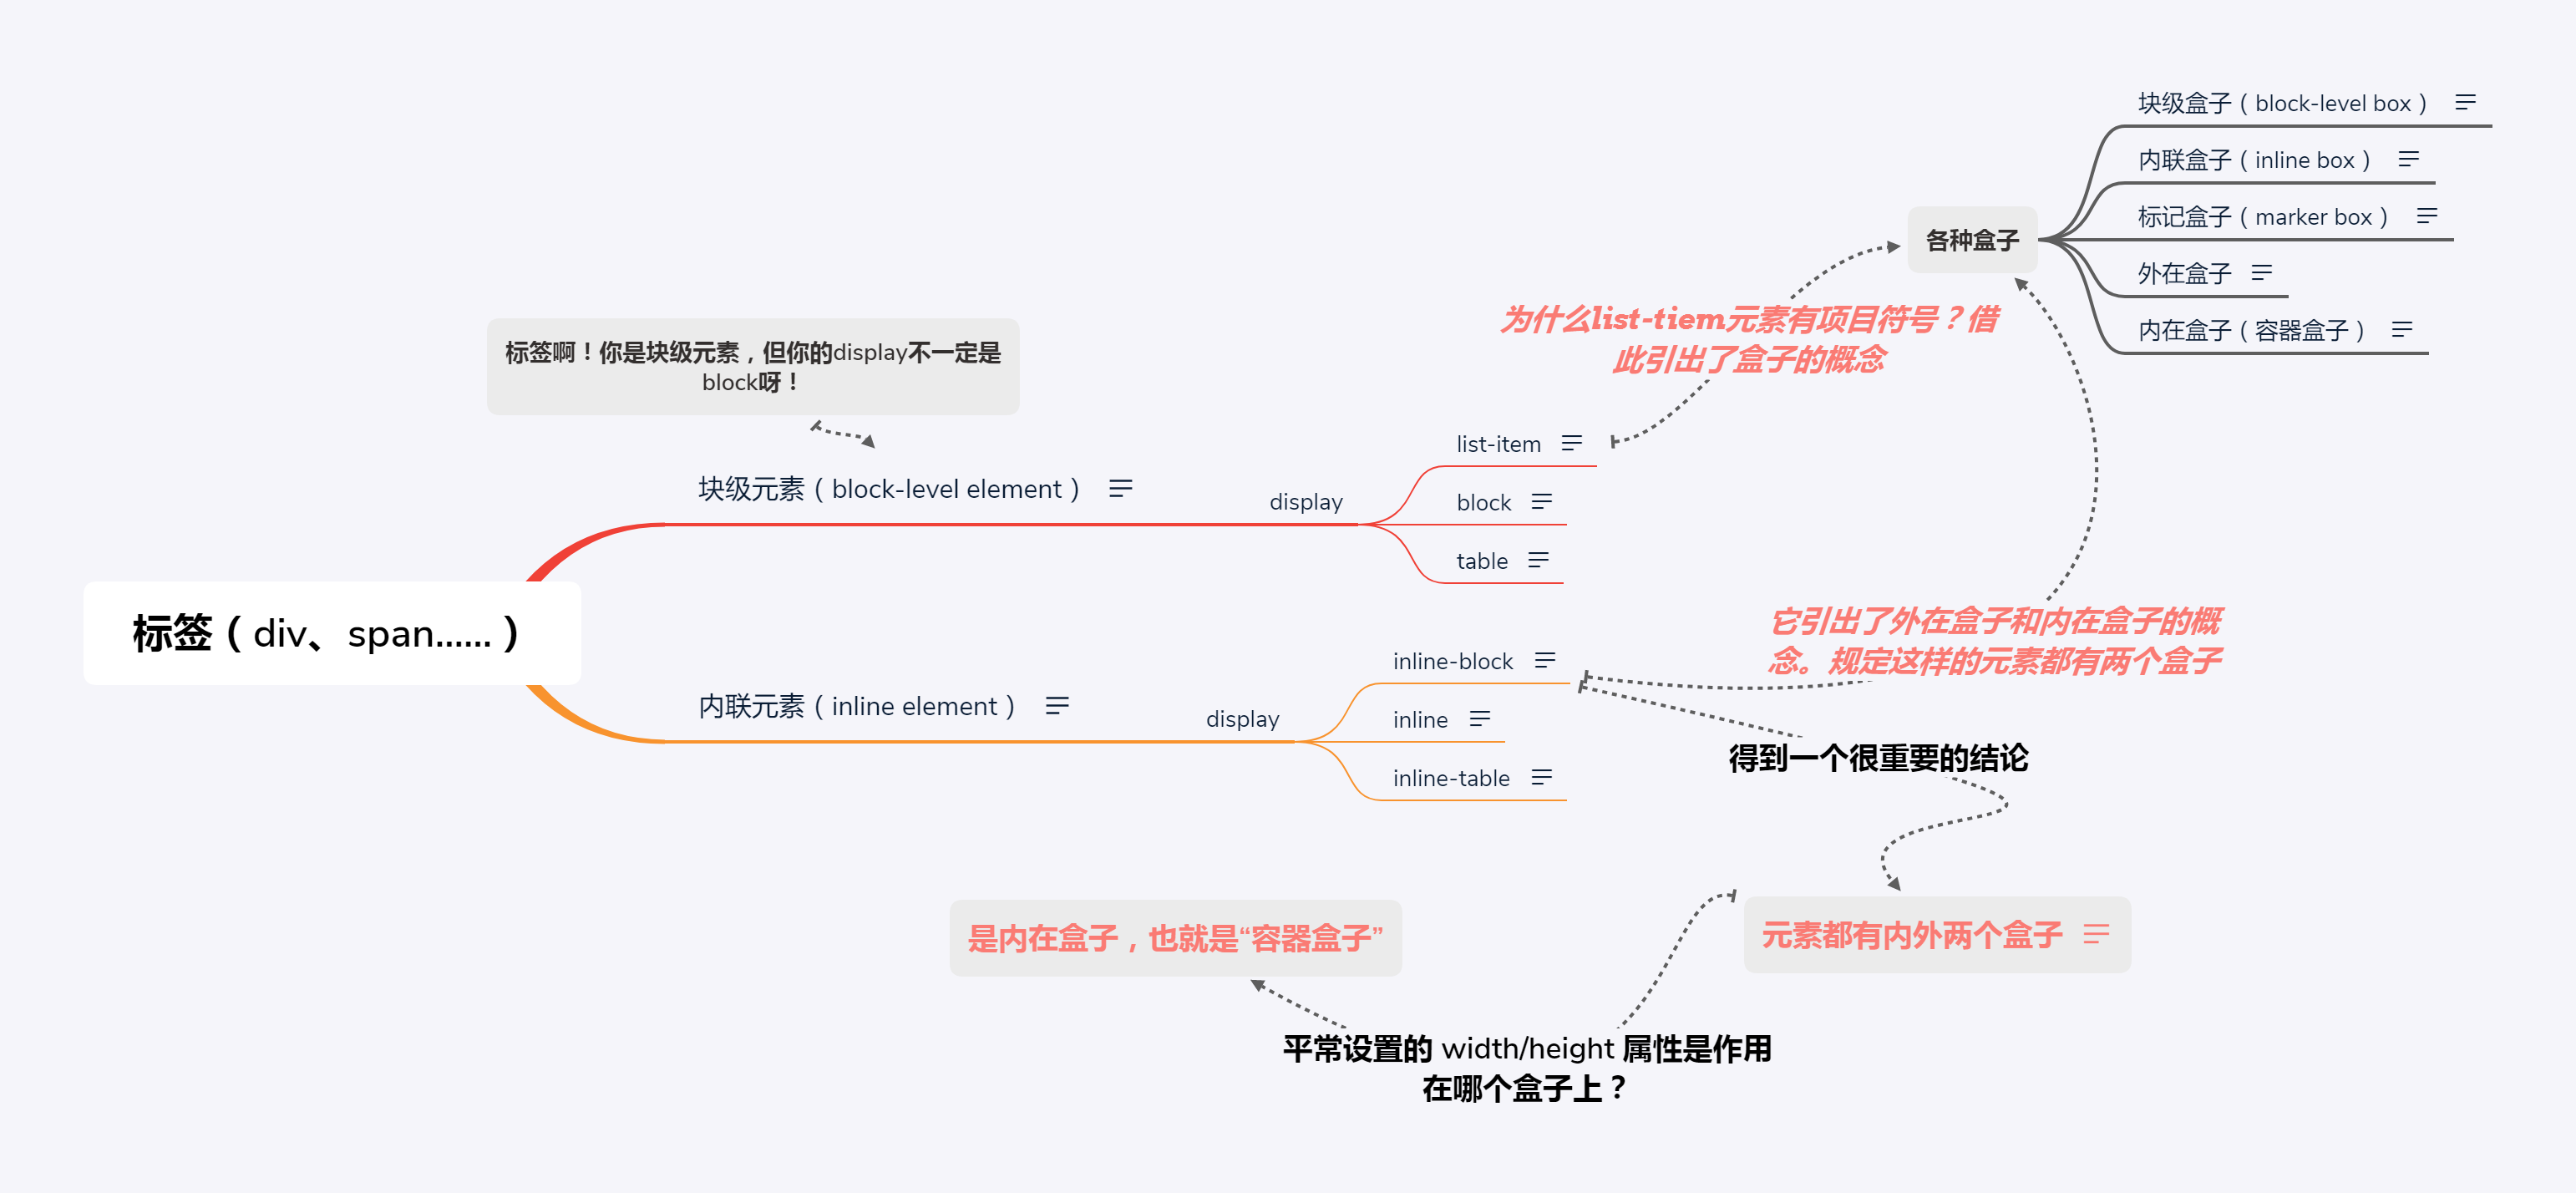 块级盒子（block-level box）
内联盒子（inline box）
标记盒子（marker box）
各种盒子
外在盒子
内在盒子（容器盒子）
为什么list-tiem元素有项目符号？借
此引出了盒子的概念
标签啊！你是块级元素，但你的display不一定是
block呀！
list-item
块级元素（block-level element）
display
block
table
标签（div、span......）
它引出了外在盒子和内在盒子的概
念。规定这样的元素都有两个盒子
inline-block
内联元素（inline element）
display
inline
inline-table
得到一个很重要的结论
是内在盒子，也就是“容器盒子”
元素都有内外两个盒子
平常设置的 width/height 属性是作用
在哪个盒子上？